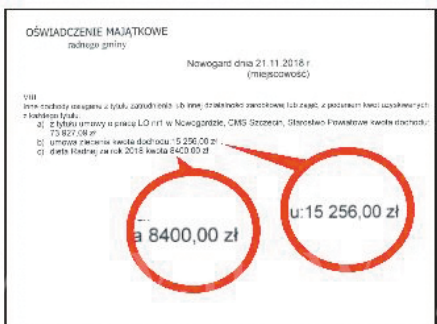 OŚWIADCZENIE MAJĄTKOWE
radnego gminy
Nowogard dnia 21.11.2018 r
(miejscowość)
VIII
Inne dochody osiągane z tytułu zatrudnienia lub innej działalności zarobkowej lub zajęć, z podaniem kwot uzyskiwanych
z każdego tytułu.
a) z tytułu umowy o pracę LO nr1 w Nowogardzie, CMS Szczecin, Starostwo Powiatowe kwota dochodu:
73 827,09 zł
b) umowa zlecenia kwota dochodu:15 256,00 zł
c) dieta Radnej za rok 2018 kwota 8400,00 zł
u:15 256,00 zł
a 8400,00 zł